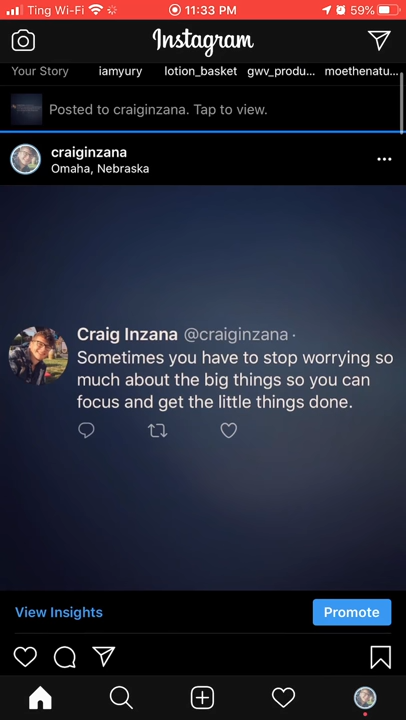 Ting Wi-Fi 11:33 PM 59%
Instagram
Your Story iamyury lotion_basket gwv_produ... moethenatu...
Posted to craiginzana. Tap to view.
craiginzana
Omaha, Nebraska
Craig Inzana @craiginzana ·
Sometimes you have to stop worrying so
much about the big things so you can
focus and get the little things done.
View Insights Promote